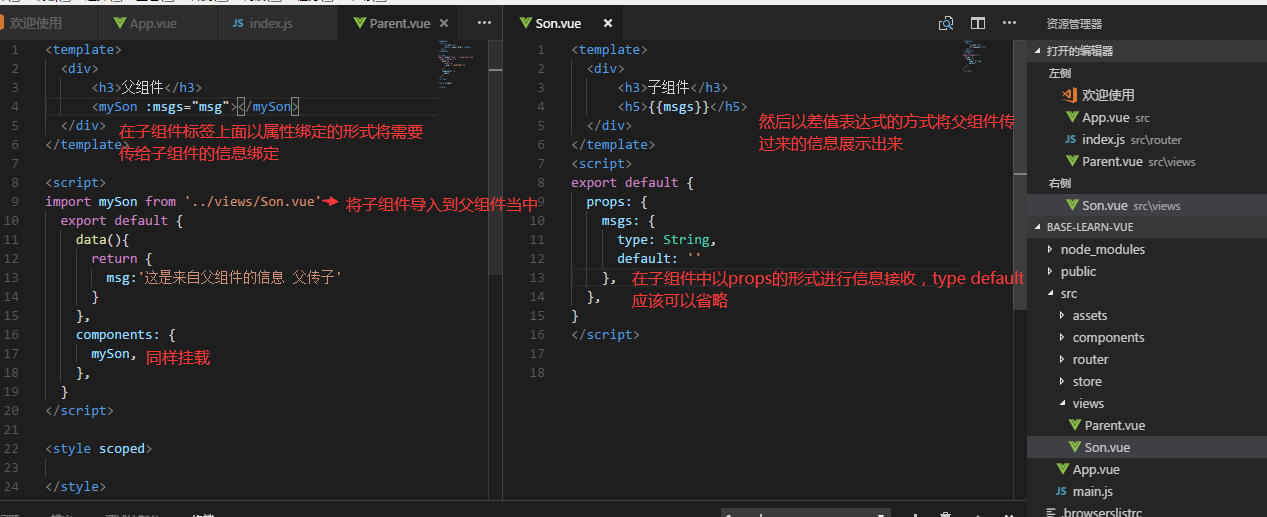 欢迎使用
App.vue
index.js
Parent.vue
Son.vue
资源管理器
1 <template>
2 <div>
3 <h3>父组件</h3>
4 <mySon :msgs="msg"></mySon>
5 </div>
6 </template>
7
8 <script>
9 import mySon from '../views/Son.vue'
10 export default {
11 data(){
12 return {
13 msg:'这是来自父组件的信息 父传子'
14 }
15 },
16 components: {
17 mySon,
18 },
19 }
20 </script>
21
22 <style scoped>
23
24 </style>
在子组件标签上面以属性绑定的形式将需要
传给子组件的信息绑定
将子组件导入到父组件当中
同样挂载
1 <template>
2 <div>
3 <h3>子组件</h3>
4 <h5>{{msgs}}</h5>
5 </div>
6 </template>
7 <script>
8 export default {
9 props: {
10 msgs: {
11 type: String,
12 default: ''
13 },
14 },
15 }
16 </script>
17
18
然后以差值表达式的方式将父组件传
过来的信息展示出来
在子组件中以props的形式进行信息接收，type default
应该可以省略
打开的编辑器
左侧
欢迎使用
App.vue src
index.js src\router
Parent.vue src\views
右侧
Son.vue src\views
BASE-LEARN-VUE
node_modules
public
src
assets
components
router
store
views
Parent.vue
Son.vue
App.vue
main.js
.browserslistrc